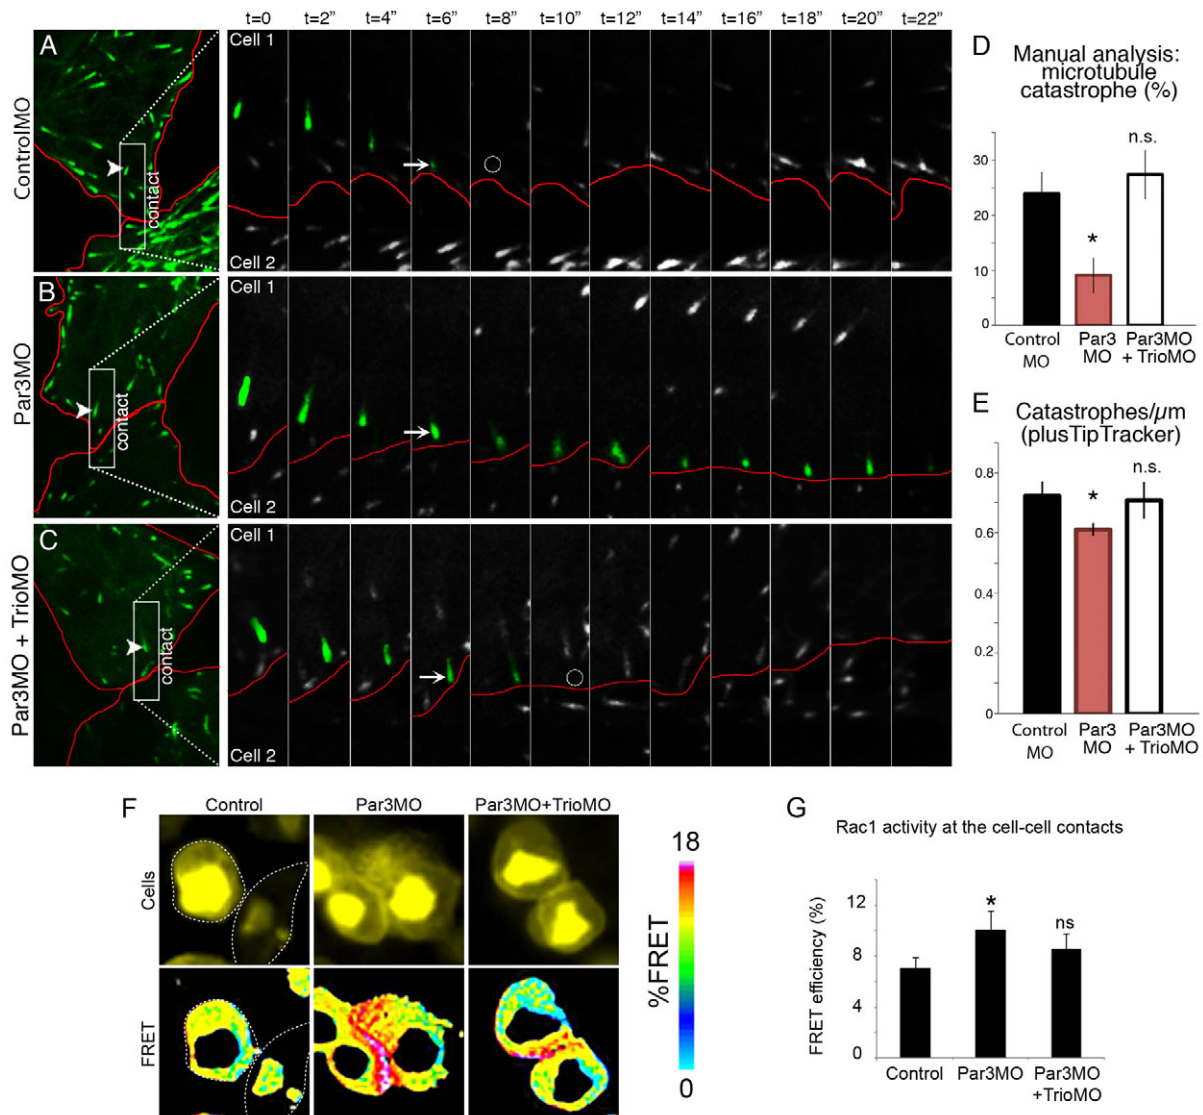 t=0 t=2” t=4” t=6” t=8” t=10” t=12” t=14” t=16” t=18” t=20” t=22”
A
ControlMO
contact
Cell 1
Cell 2
B
Par3MO
contact
Cell 1
Cell 2
C
Par3MO + TrioMO
contact
Cell 1
Cell 2
D
Manual analysis:
microtubule
catastrophe (%)
n.s.
30
*
20
10
0
Control Par3 Par3MO
MO MO + TrioMO
E
Catastrophes/µm
(plusTipTracker)
n.s.
0.8
*
0.6
0.4
0.2
0
Control Par3 Par3MO
MO MO + TrioMO
F
Control Par3MO Par3MO+TrioMO
Cells
FRET
18
%FRET
0
G
Rac1 activity at the cell-cell contacts
FRET efficiency (%)
12
*
ns
8
4
0
Control Par3MO Par3MO
+TrioMO